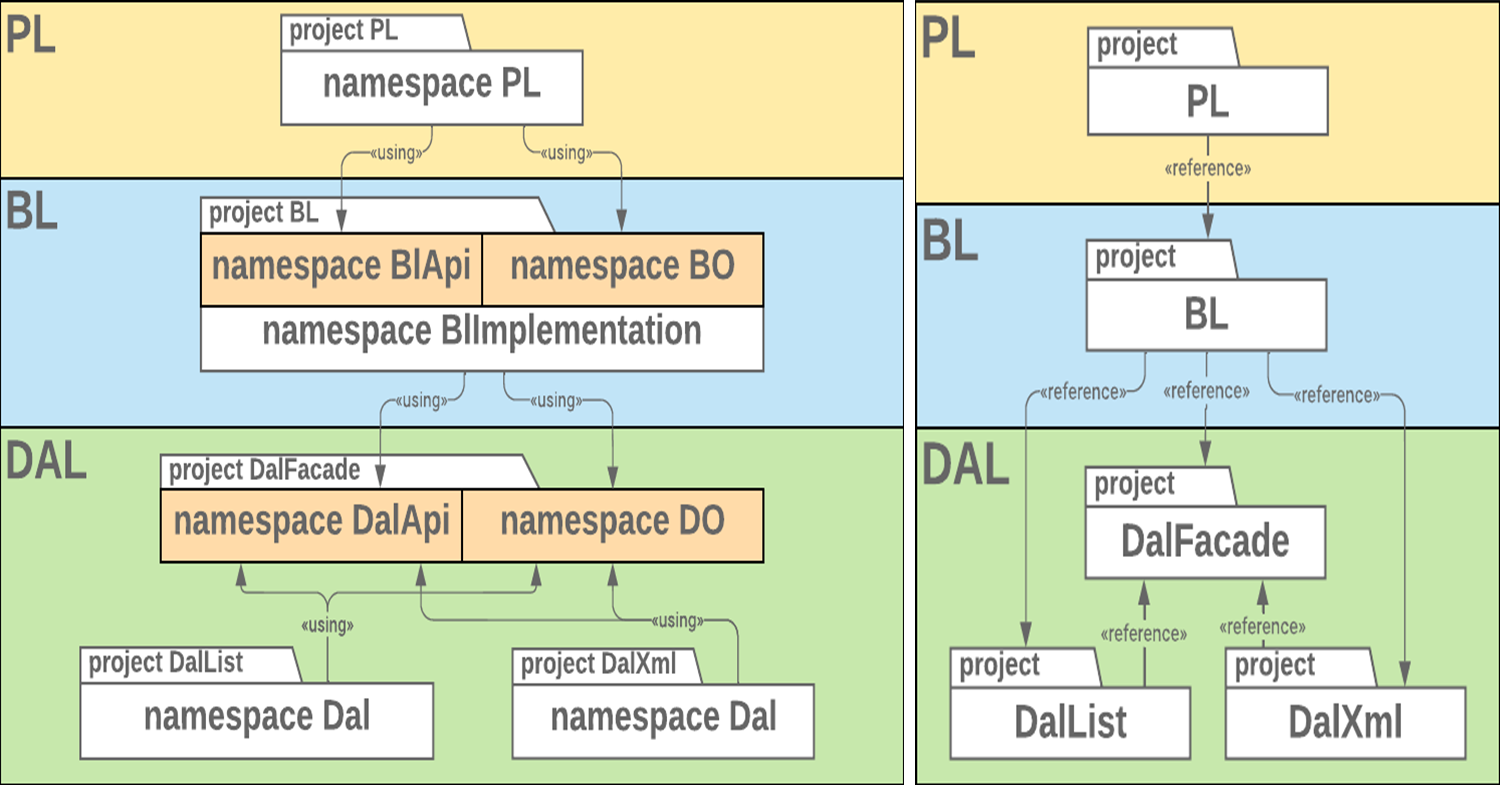 PL
project PL
namespace PL
«using»
«using»
BL
project BL
namespace BlApi
namespace BO
namespace BlImplementation
«using»
«using»
DAL
project DalFacade
namespace DalApi
namespace DO
«using»
«using»
project DalList
namespace Dal
project DalXml
namespace Dal
PL
project
PL
«reference»
BL
project
BL
«reference»
«reference»
«reference»
DAL
project
DalFacade
«reference»
«reference»
project
DalList
project
DalXml